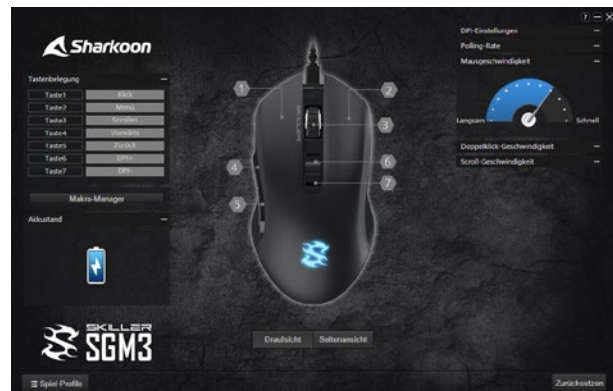 Sharkoon
Tastenbelegung
Taste1 Klick
Taste2 Menü
Taste3 Scrollen
Taste4 Vorwärts
Taste5 Zurück
Taste6 DPI+
Taste7 DPI-
Makro-Manager
Akkustand
SKILLER
SGM3
Spiel-Profile
1
2
3
4
5
6
7
Draufsicht Seitenansicht
DPI-Einstellungen
Polling-Rate
Mausgeschwindigkeit
Langsam Schnell
Doppelklick-Geschwindigkeit
Scroll-Geschwindigkeit
Zurücksetzen